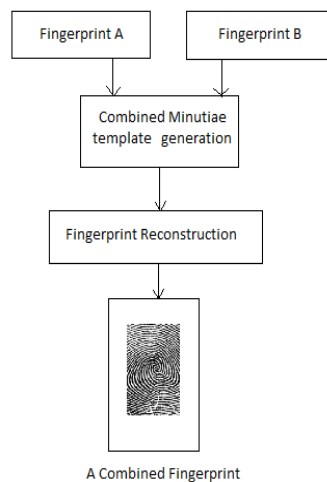 Fingerprint A
Fingerprint B
Combined Minutiae
template generation
Fingerprint Reconstruction
A Combined Fingerprint